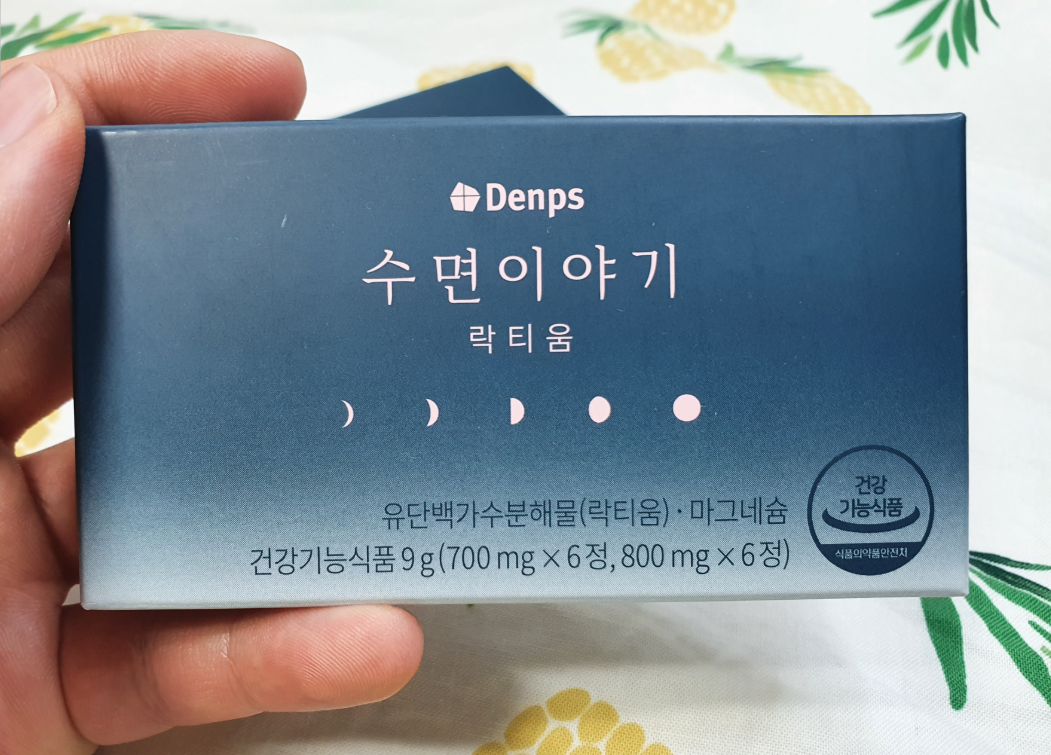 Denps
수면이야기
락티움
유단백가수분해물(락티움)·마그네슘
건강기능식품 9 g(700 mg × 6정, 800 mg × 6정)
건강
기능식품
식품의약품안전처